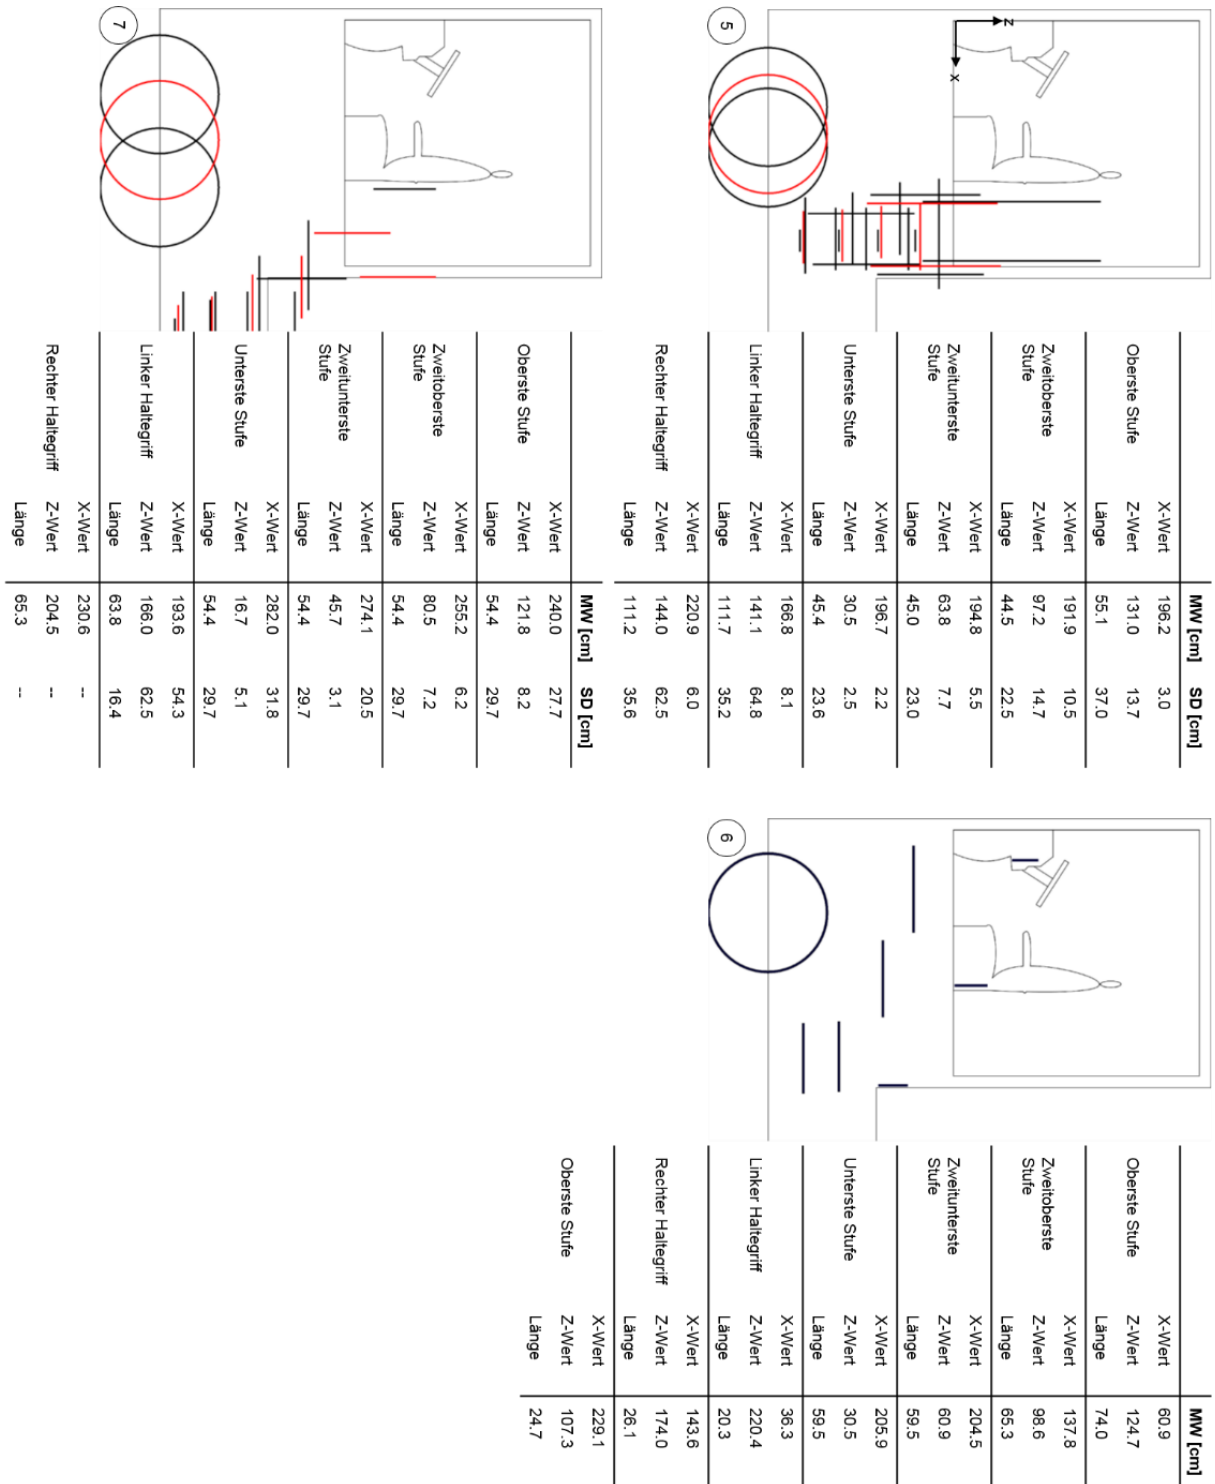 5
z
x
MW [cm] SD [cm]
X-Wert 196.2 3.0
Oberste Stufe Z-Wert 131.0 13.7
Länge 55.1 37.0
X-Wert 191.9 10.5
Zweitoberste
Stufe Z-Wert 97.2 14.7
Länge 44.5 22.5
X-Wert 194.8 5.5
Zweitunterste
Stufe Z-Wert 63.8 7.7
Länge 45.0 23.0
X-Wert 196.7 2.2
Unterste Stufe Z-Wert 30.5 2.5
Länge 45.4 23.6
X-Wert 166.8 8.1
Linker Haltegriff Z-Wert 141.1 64.8
Länge 111.7 35.2
X-Wert 220.9 6.0
Rechter Haltegriff Z-Wert 144.0 62.5
Länge 111.2 35.6
6
MW [cm]
X-Wert 60.9
Oberste Stufe Z-Wert 124.7
Länge 74.0
X-Wert 137.8
Zweitoberste
Stufe Z-Wert 98.6
Länge 65.3
X-Wert 204.5
Zweitunterste
Stufe Z-Wert 60.9
Länge 59.5
X-Wert 205.9
Unterste Stufe Z-Wert 30.5
Länge 59.5
X-Wert 36.3
Linker Haltegriff Z-Wert 220.4
Länge 20.3
X-Wert 143.6
Rechter Haltegriff Z-Wert 174.0
Länge 26.1
X-Wert 229.1
Oberste Stufe Z-Wert 107.3
Länge 24.7
7
MW [cm] SD [cm]
X-Wert 240.0 27.7
Oberste Stufe Z-Wert 121.8 8.2
Länge 54.4 29.7
X-Wert 255.2 6.2
Zweitoberste
Stufe Z-Wert 80.5 7.2
Länge 54.4 29.7
X-Wert 274.1 20.5
Zweitunterste
Stufe Z-Wert 45.7 3.1
Länge 54.4 29.7
X-Wert 282.0 31.8
Unterste Stufe Z-Wert 16.7 5.1
Länge 54.4 29.7
X-Wert 193.6 54.3
Linker Haltegriff Z-Wert 166.0 62.5
Länge 63.8 16.4
X-Wert 230.6 --
Rechter Haltegriff Z-Wert 204.5 --
Länge 65.3 --